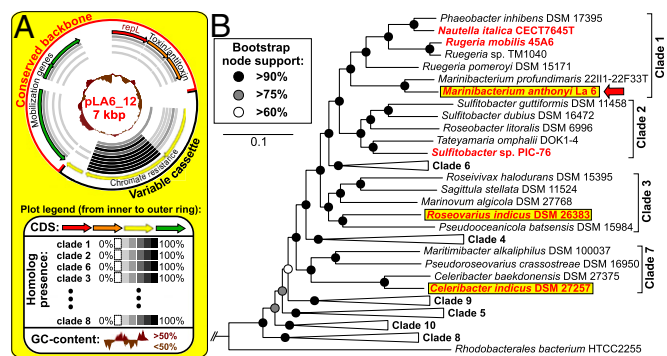 A
Conserved backbone
repL
Toxin/antitoxin
Mobilization genes
pLA6_12
7 kbp
Chromate resistance
Variable cassette
Plot legend (from inner to outer ring):
CDS:
Homolog presence:
clade 1 0% 100%
clade 2 0% 100%
clade 6 0% 100%
clade 3 0% 100%
clade 8 0% 100%
GC-content: >50%
<50%
B
Bootstrap
node support:
>90%
>75%
>60%
0.1
Phaeobacter inhibens DSM 17395
Nautella italica CECT7645T
Rugeria mobilis 45A6
Ruegeria sp. TM1040
Ruegeria pomeroyi DSM 15171
Marinibacterium profundimaris 22II1-22F33T
Marinibacterium anthonyi La 6
Clade 1
Sulfitobacter guttiformis DSM 11458
Sulfitobacter dubius DSM 16472
Roseobacter litoralis DSM 6996
Tateyamaria omphalii DOK1-4
Sulfitobacter sp. PIC-76
Clade 2
Clade 6
Roseivivax halodurans DSM 15395
Sagittula stellata DSM 11524
Marinovum algicola DSM 27768
Roseovarius indicus DSM 26383
Pseudooceanicola batsensis DSM 15984
Clade 3
Clade 4
Maritimibacter alkaliphilus DSM 100037
Pseudoroseovarius crassostreae DSM 16950
Celeribacter baekdonensis DSM 27375
Celeribacter indicus DSM 27257
Clade 7
Clade 9
Clade 5
Clade 10
Clade 8
Rhodobacterales bacterium HTCC2255